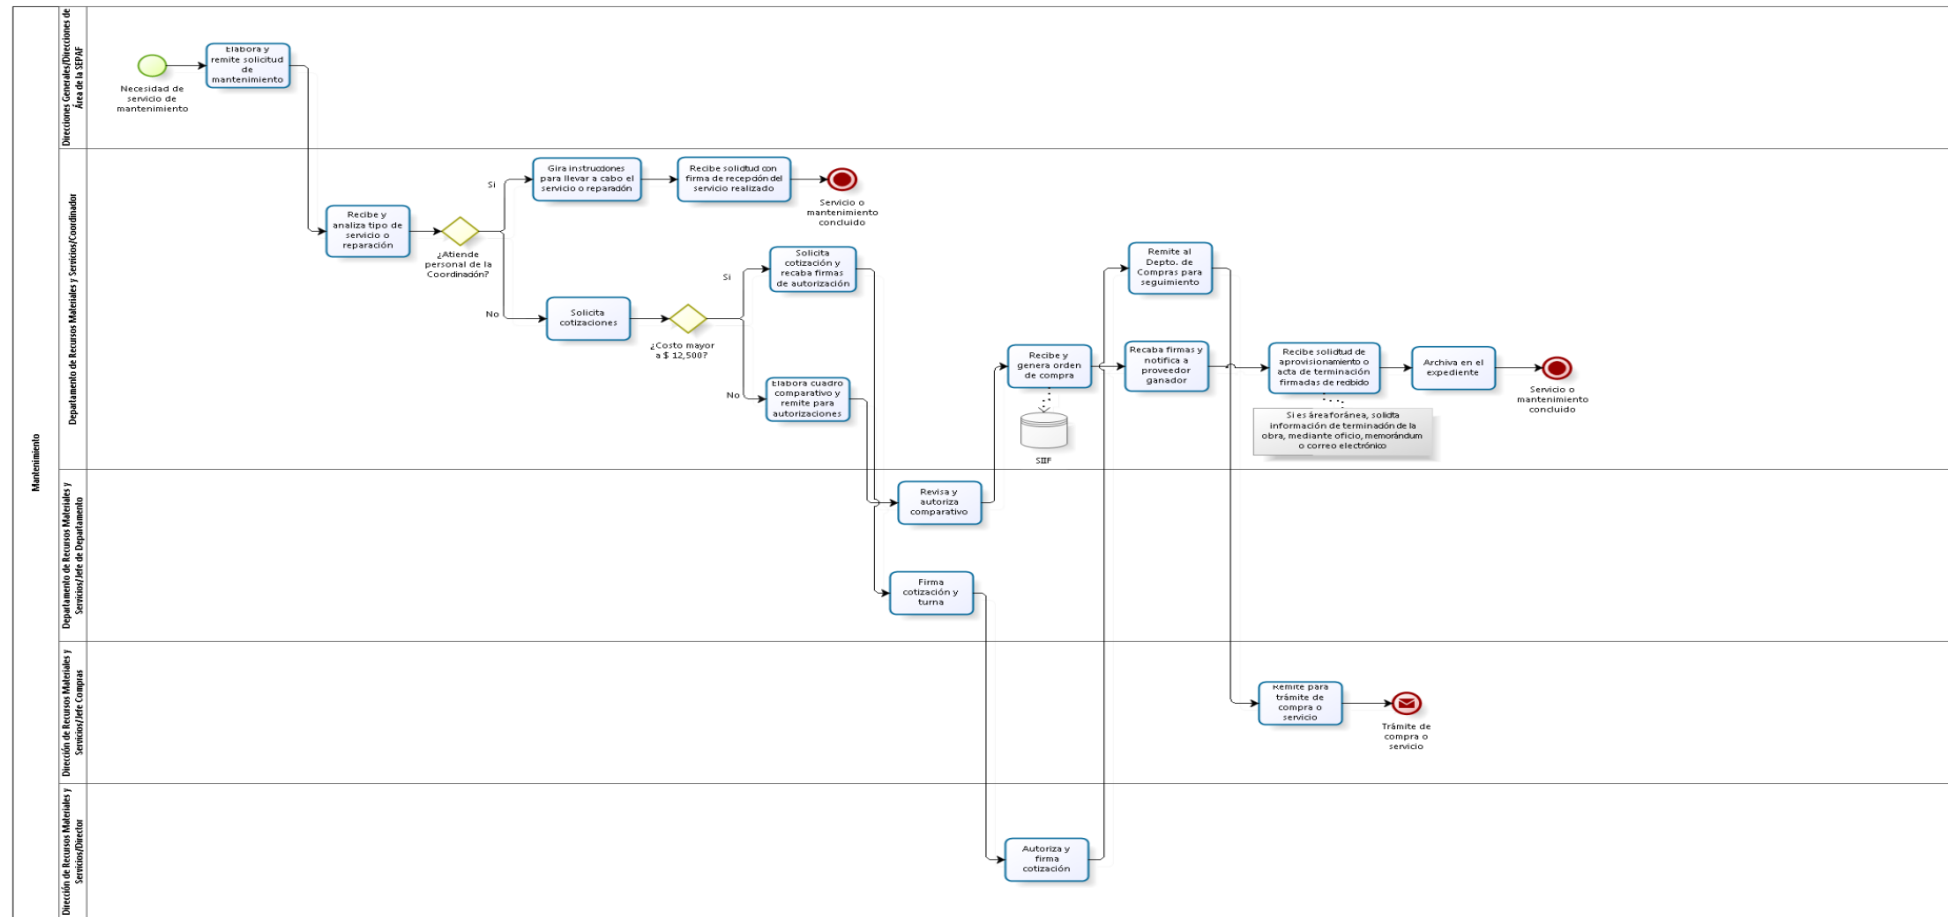 Mantenimiento
Direcciones Generales/Direcciones de
Área de la SEPAF
Necesidad de
servicio de
mantenimiento
Elabora y
remite solicitud
de
mantenimiento
Departamento de Recursos Materiales y Servicios/Coordinador
Recibe y
analiza tipo de
servicio o
reparación
¿Atiende
personal de la
Coordinación?
Si
Gira instrucciones
para llevar a cabo el
servicio o reparación
Recibe solicitud con
firma de recepción del
servicio realizado
Servicio o
mantenimiento
concluido
No
Solicita
cotizaciones
¿Costo mayor
a $ 12,500?
Si
Solicita
cotización y
recaba firmas
de autorización
No
Elabora cuadro
comparativo y
remite para
autorizaciones
Recibe y
genera orden
de compra
SIIF
Remite al
Depto. de
Compras para
seguimiento
Recaba firmas y
notifica a
proveedor
ganador
Recibe solicitud de
aprovisionamiento o
acta de terminación
firmadas de recibido
Si es área foránea, solicita
información de terminación de la
obra, mediante oficio, memorándum
o correo electrónico
Archiva en el
expediente
Servicio o
mantenimiento
concluido
Departamento de Recursos Materiales y
Servicios/Jefe de Departamento
Revisa y
autoriza
comparativo
Firma
cotización y
turna
Dirección de Recursos Materiales y
Servicios/Jefe Compras
Remite para
trámite de
compra o
servicio
Trámite de
compra o
servicio
Dirección de Recursos Materiales y
Servicios/Director
Autoriza y
firma
cotización